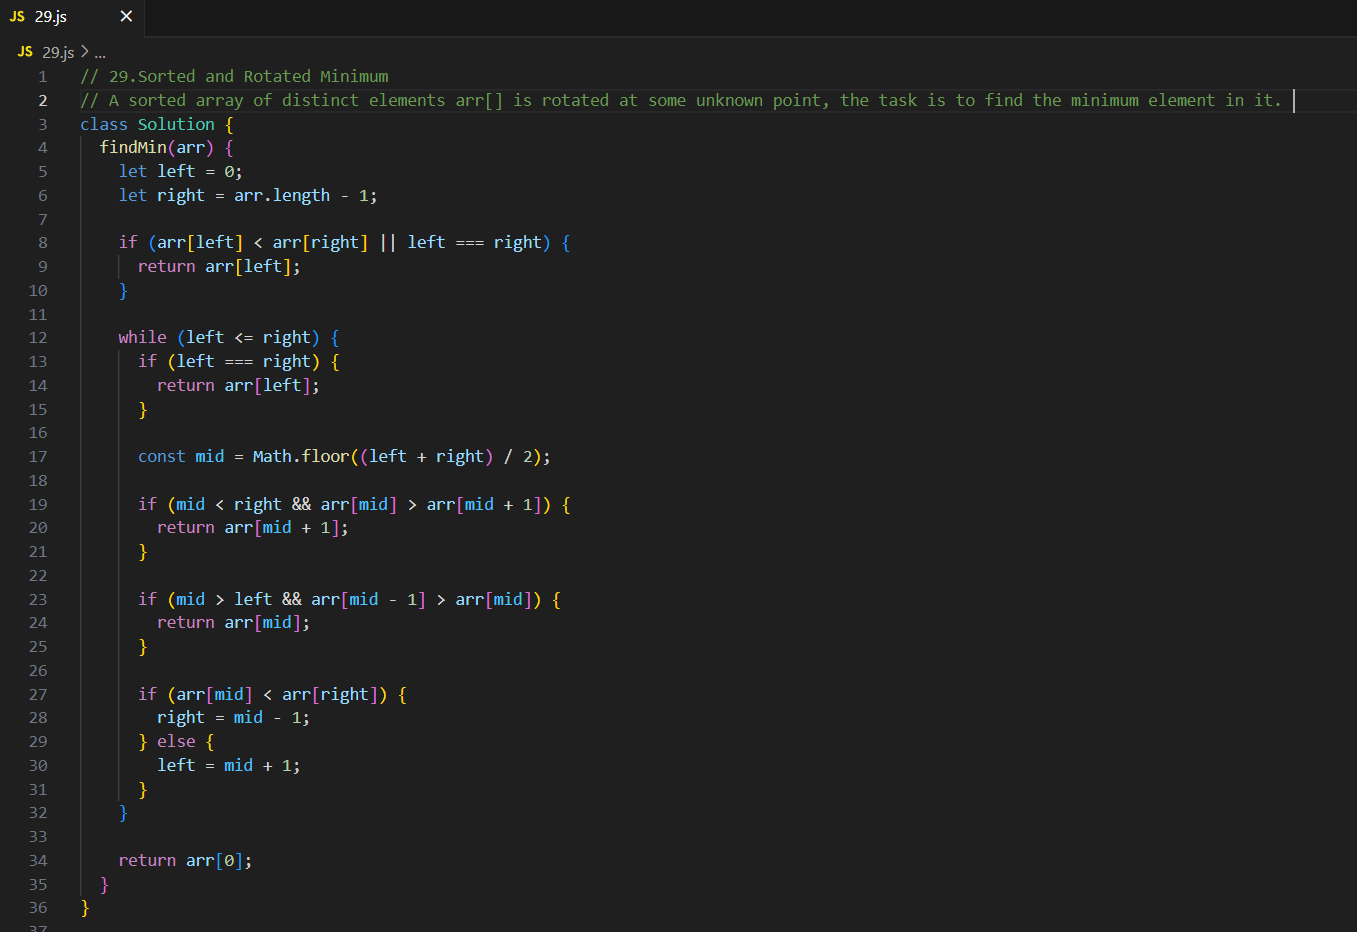 JS 29.js ×
JS 29.js > ...
1 // 29.Sorted and Rotated Minimum
2 // A sorted array of distinct elements arr[] is rotated at some unknown point, the task is to find the minimum element in it.
3 class Solution {
4   findMin(arr) {
5     let left = 0;
6     let right = arr.length - 1;
7
8     if (arr[left] < arr[right] || left === right) {
9       return arr[left];
10     }
11
12     while (left <= right) {
13       if (left === right) {
14         return arr[left];
15       }
16
17       const mid = Math.floor((left + right) / 2);
18
19       if (mid < right && arr[mid] > arr[mid + 1]) {
20         return arr[mid + 1];
21       }
22
23       if (mid > left && arr[mid - 1] > arr[mid]) {
24         return arr[mid];
25       }
26
27       if (arr[mid] < arr[right]) {
28         right = mid - 1;
29       } else {
30         left = mid + 1;
31       }
32     }
33
34     return arr[0];
35   }
36 }
37